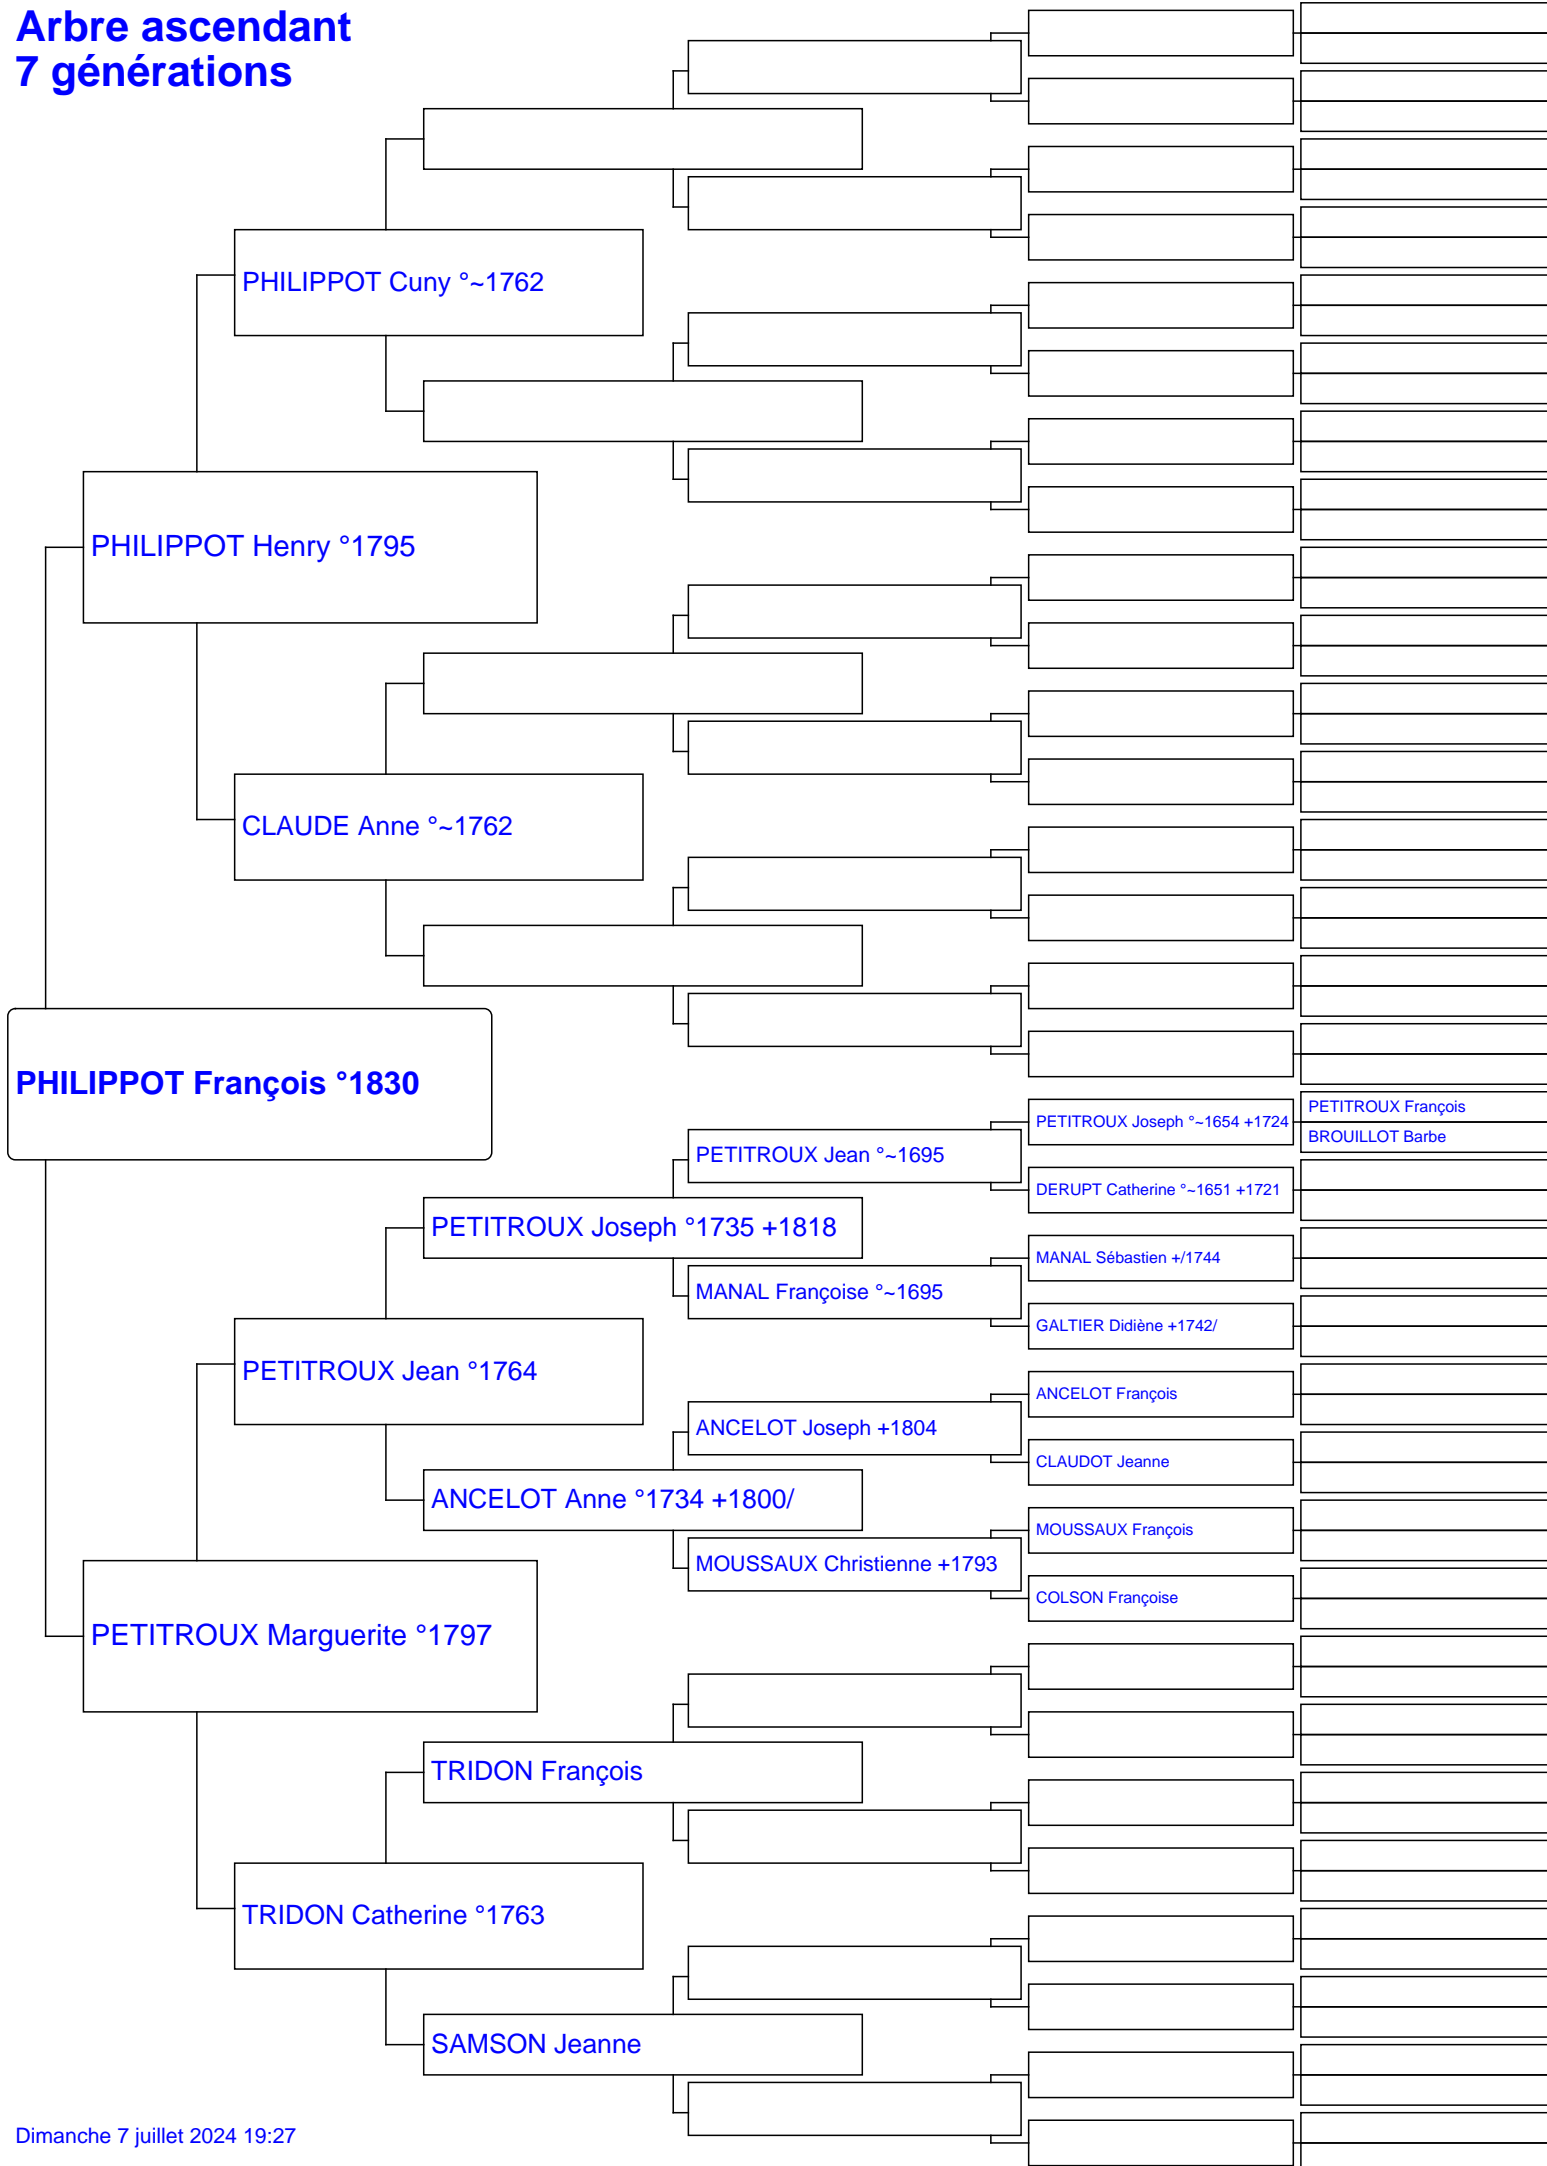 Arbre ascendant
7 générations
PHILIPPOT Cuny °~1762
PHILIPPOT Henry °1795
CLAUDE Anne °~1762
PHILIPPOT François °1830
PETITROUX Joseph °~1654 +1724
PETITROUX François
BROUILLOT Barbe
PETITROUX Jean °~1695
DERUPT Catherine °~1651 +1721
PETITROUX Joseph °1735 +1818
MANAL Sébastien +/1744
MANAL Françoise °~1695
GALTIER Didiène +1742/
PETITROUX Jean °1764
ANCELOT François
ANCELOT Joseph +1804
CLAUDOT Jeanne
ANCELOT Anne °1734 +1800/
MOUSSAUX François
MOUSSAUX Christienne +1793
COLSON Françoise
PETITROUX Marguerite °1797
TRIDON François
TRIDON Catherine °1763
SAMSON Jeanne
Dimanche 7 juillet 2024 19:27